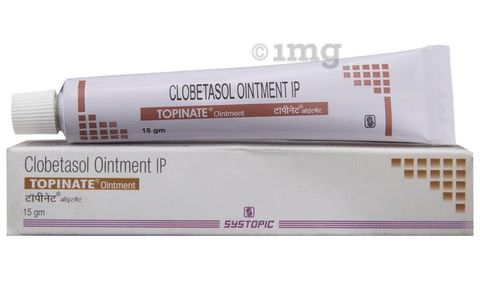 ©1mg
CLOBETASOL OINTMENT IP
TOPINATE® Ointment टापीनेट® ऑइंटमेंट
15 gm
Clobetasol Ointment IP
TOPINATE® Ointment
टापीनेट® ऑइंटमेंट
15 gm
SYSTOPIC